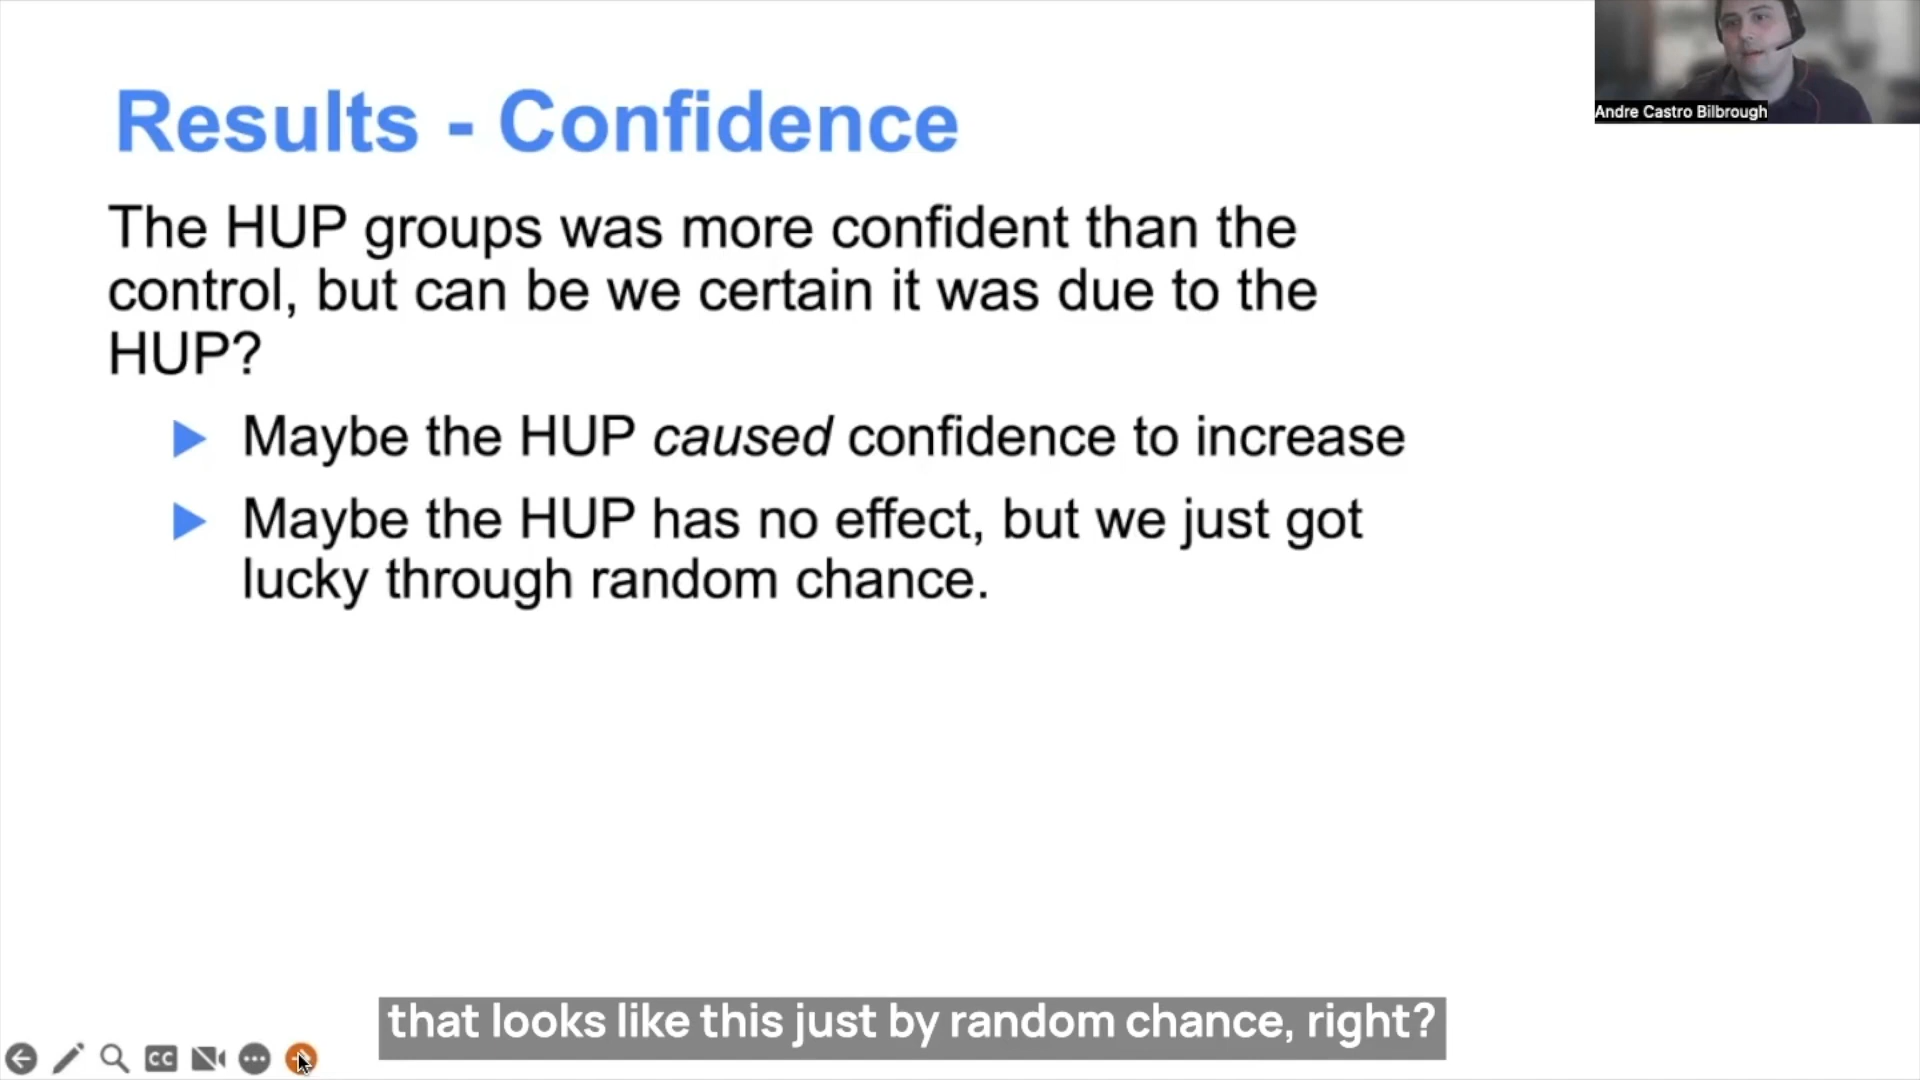 Results - Confidence
Andre Castro Bilbrough
The HUP groups was more confident than the
control, but can be we certain it was due to the
HUP?
Maybe the HUP caused confidence to increase
Maybe the HUP has no effect, but we just got
lucky through random chance.
that looks like this just by random chance, right?
CC